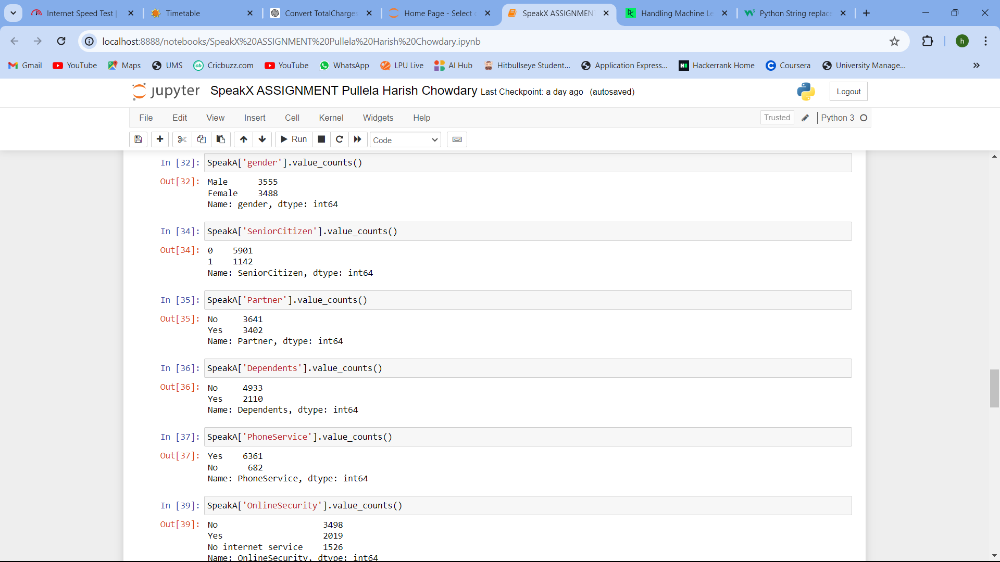 Internet Speed Test |
Timetable
Convert TotalCharges
Home Page - Select
SpeakX ASSIGNMEN
Handling Machine Le
Python String replac
localhost:8888/notebooks/SpeakX%20ASSIGNMENT%20Pullela%20Harish%20Chowdary.ipynb
h
Gmail
YouTube
Maps
UMS
Cricbuzz.com
YouTube
WhatsApp
LPU Live
AI Hub
Hitbullseye Student...
Application Express...
Hackerrank Home
Coursera
University Manage...
jupyter SpeakX ASSIGNMENT Pullela Harish Chowdary Last Checkpoint: a day ago (autosaved)
Logout
File Edit View Insert Cell Kernel Widgets Help
Trusted
Python 3
Run
Code
In [32]: SpeakA['gender'].value_counts()
Out[32]: Male 3555
Female 3488
Name: gender, dtype: int64
In [34]: SpeakA['SeniorCitizen'].value_counts()
Out[34]: 0 5901
1 1142
Name: SeniorCitizen, dtype: int64
In [35]: SpeakA['Partner'].value_counts()
Out[35]: No 3641
Yes 3402
Name: Partner, dtype: int64
In [36]: SpeakA['Dependents'].value_counts()
Out[36]: No 4933
Yes 2110
Name: Dependents, dtype: int64
In [37]: SpeakA['PhoneService'].value_counts()
Out[37]: Yes 6361
No 682
Name: PhoneService, dtype: int64
In [39]: SpeakA['OnlineSecurity'].value_counts()
Out[39]: No 3498
Yes 2019
No internet service 1526
Name: OnlineSecurity, dtype: int64